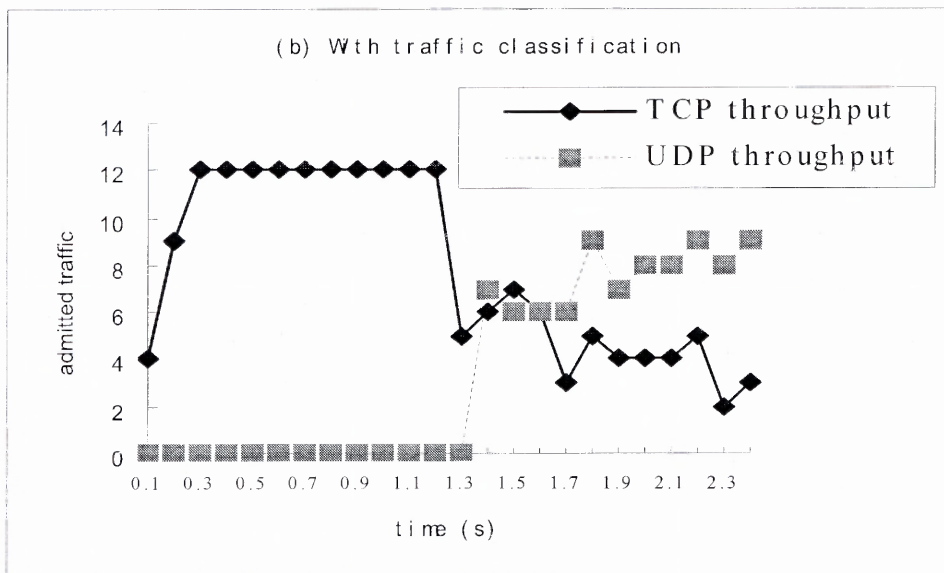 (b) Wth traffic classification
TCP throughput
UDP throughput
admitted traffic
14
12
10
8
6
4
2
0
0.1 0.3 0.5 0.7 0.9 1.1 1.3 1.5 1.7 1.9 2.1 2.3
time (s)